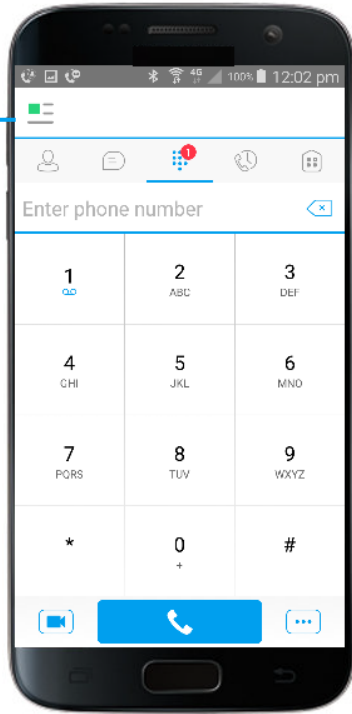 4G 100% 12:02 pm
1
Enter phone number
1 2 3
ABC DEF
4 5 6
GHI JKL MNO
7 8 9
PQRS TUV WXYZ
* 0 #
+